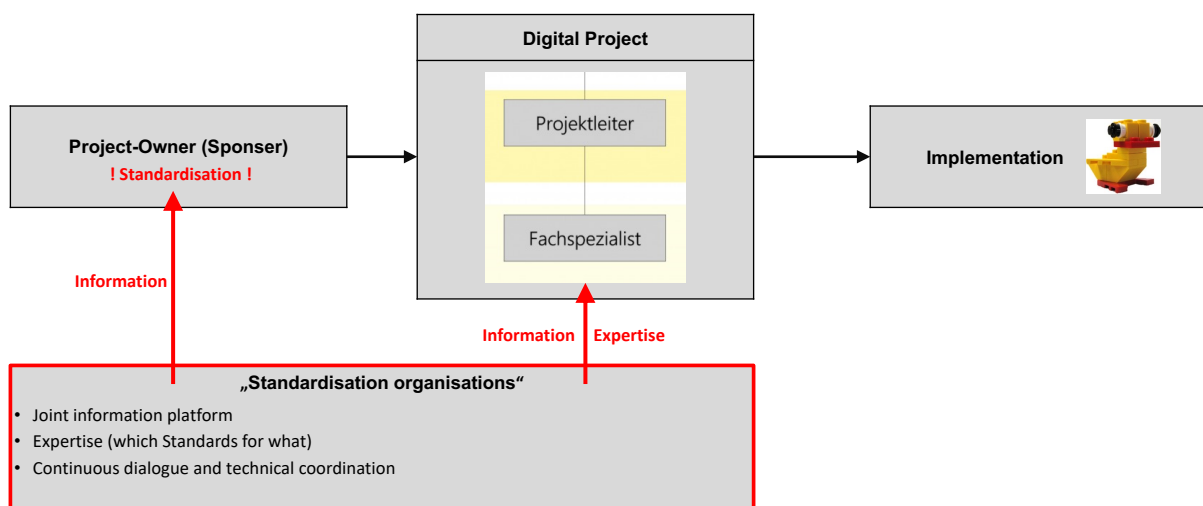 Digital Project
Projektleiter
Fachspezialist
Project-Owner (Sponser)
! Standardisation !
Implementation
Information
Information
Expertise
„Standardisation organisations“
• Joint information platform
• Expertise (which Standards for what)
• Continuous dialogue and technical coordination